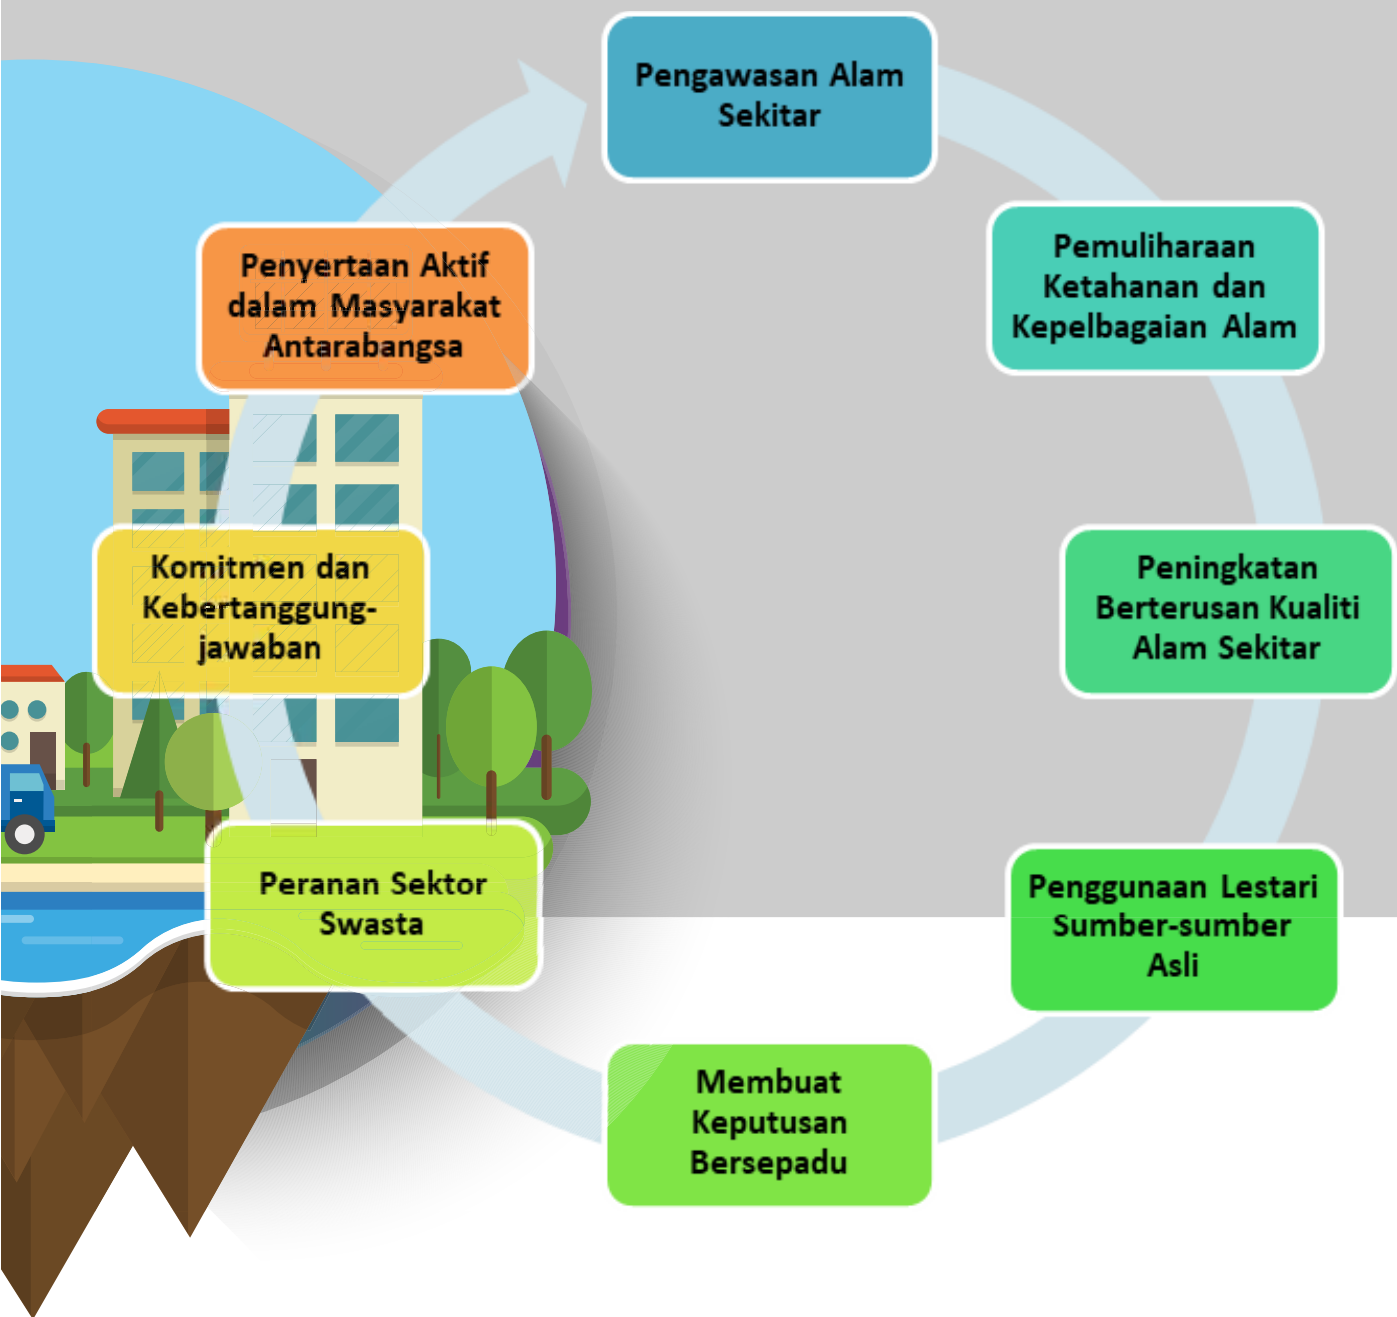 Pengawasan Alam
Sekitar
Pemuliharaan
Ketahanan dan
Kepelbagaian Alam
Peningkatan
Berterusan Kualiti
Alam Sekitar
Penggunaan Lestari
Sumber-sumber
Asli
Membuat
Keputusan
Bersepadu
Peranan Sektor
Swasta
Komitmen dan
Kebertanggung-
jawaban
Penyertaan Aktif
dalam Masyarakat
Antarabangsa